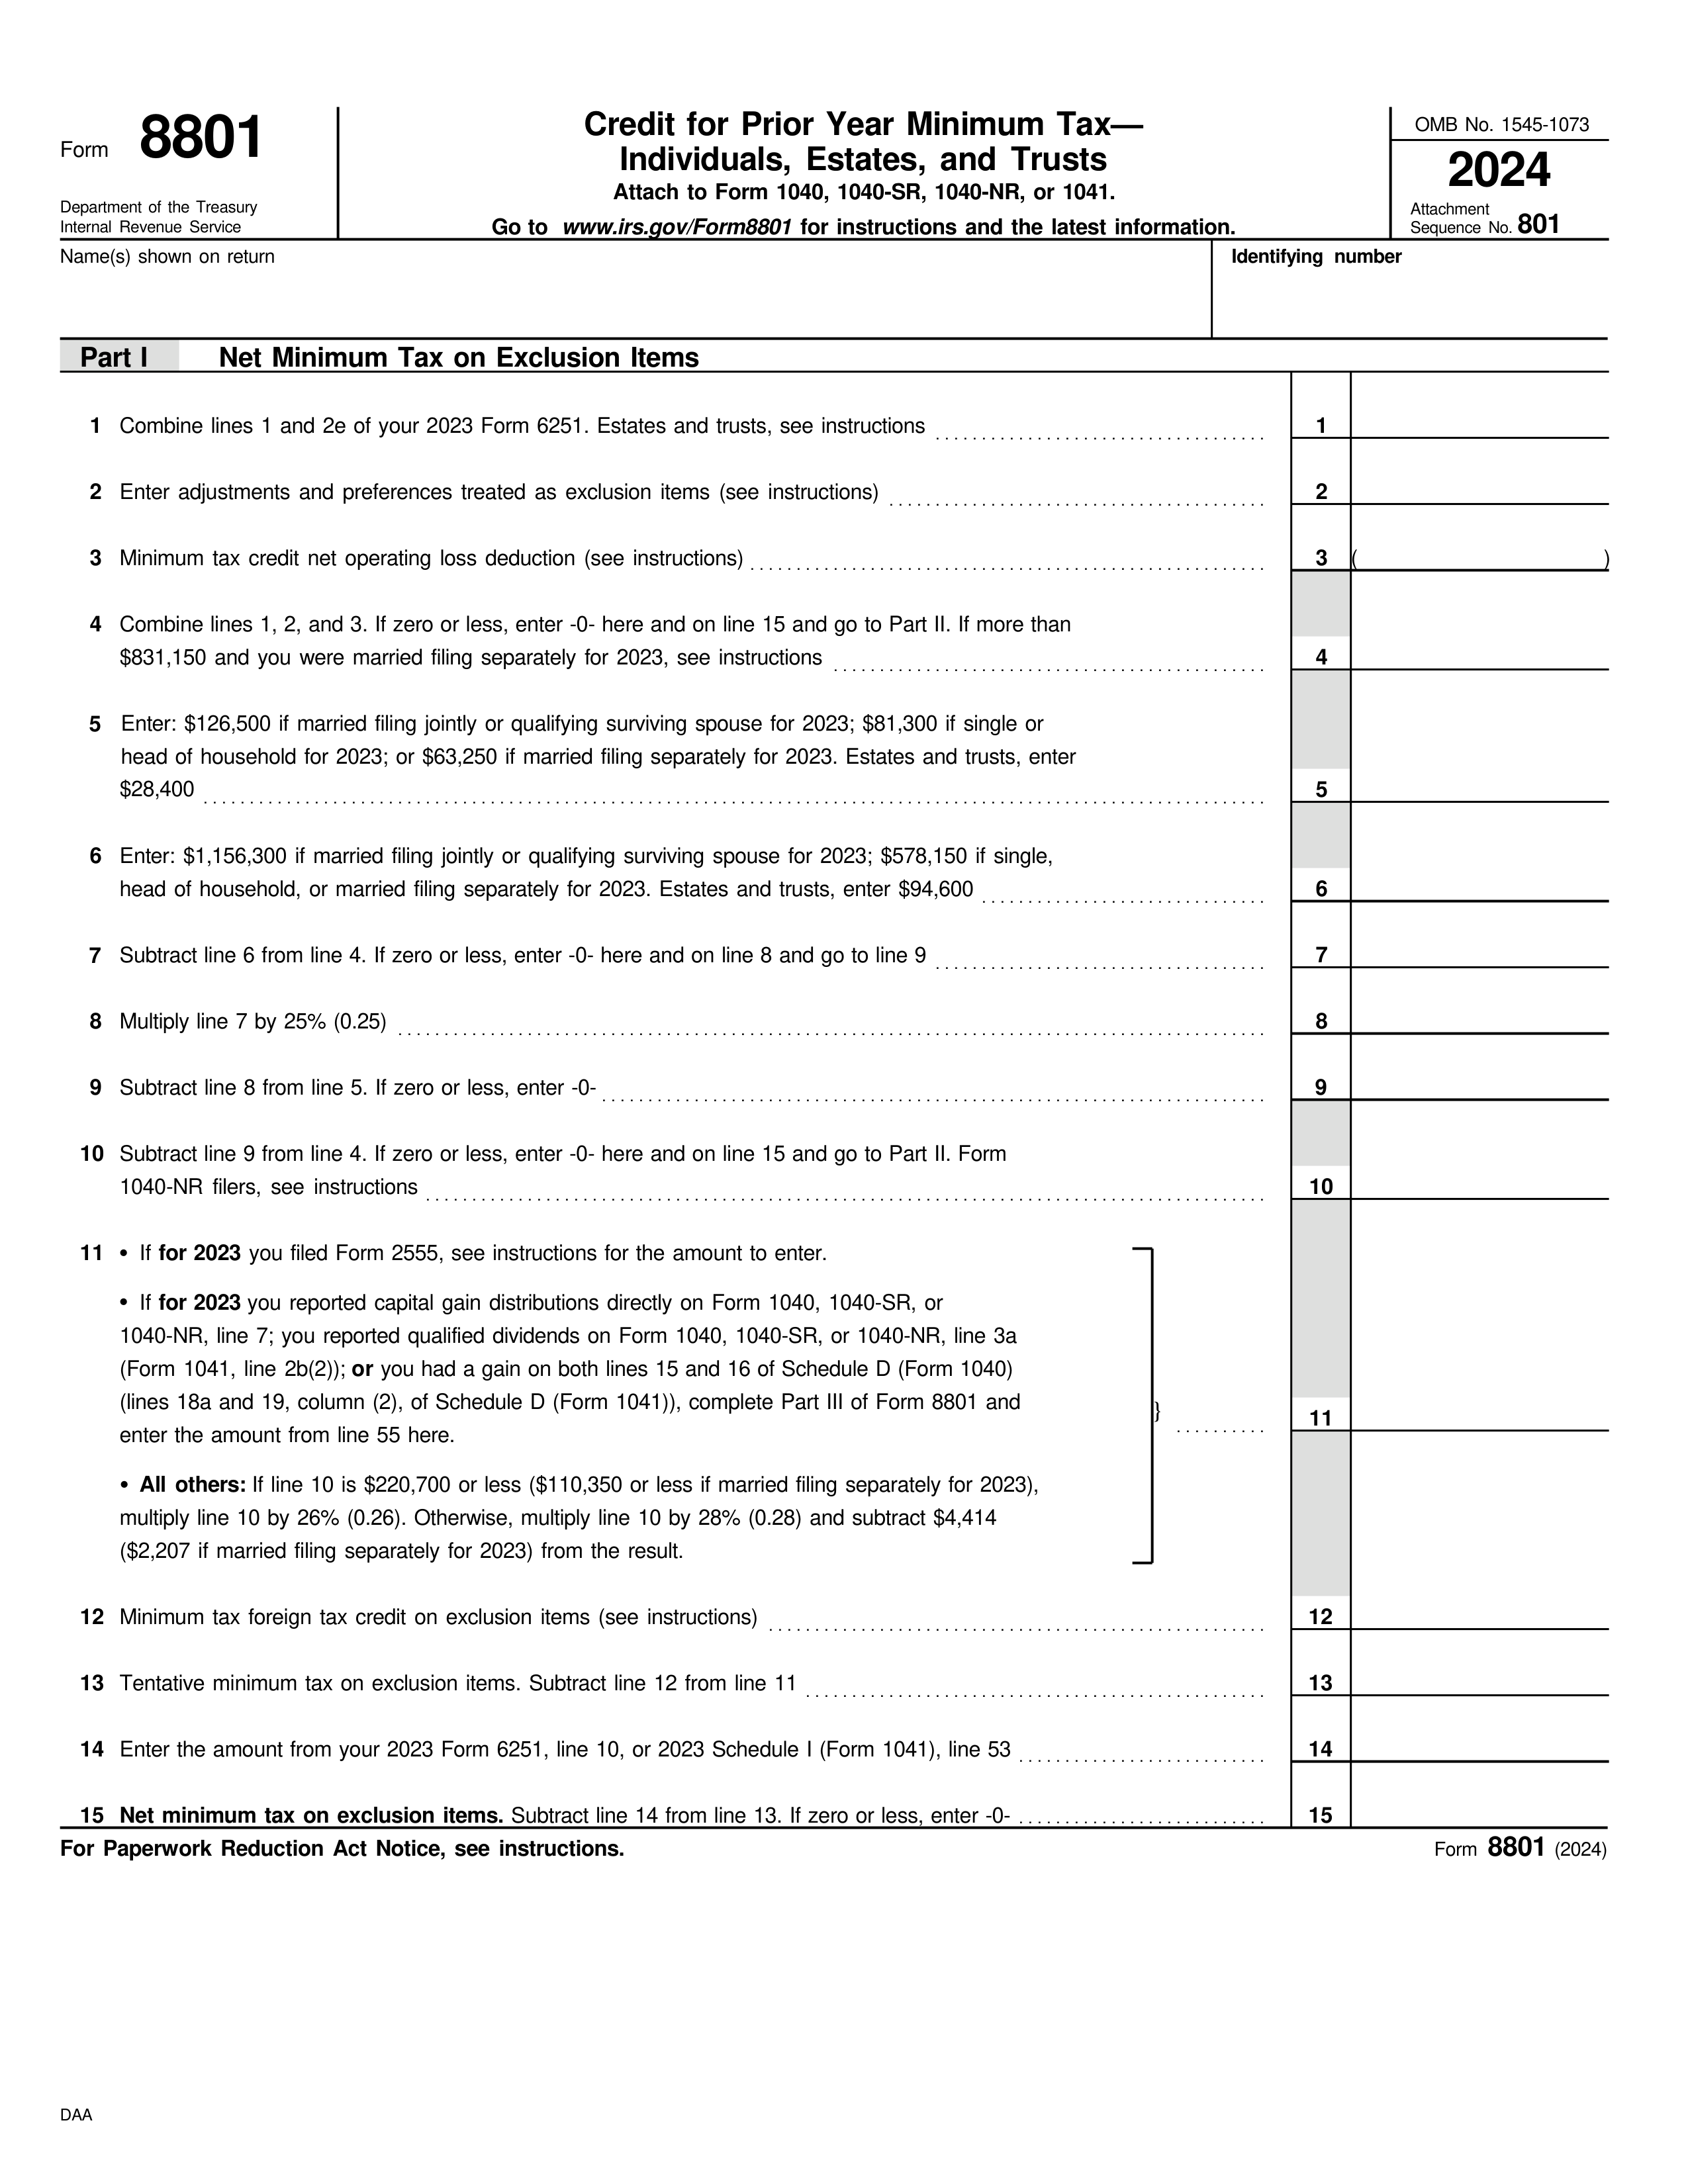 Form 8801
Department of the Treasury
Internal Revenue Service
Credit for Prior Year Minimum Tax—
Individuals, Estates, and Trusts
Attach to Form 1040, 1040-SR, 1040-NR, or 1041.
Go to www.irs.gov/Form8801 for instructions and the latest information.
OMB No. 1545-1073
2024
Attachment
Sequence No. 801
Name(s) shown on return
Identifying number
Part I Net Minimum Tax on Exclusion Items
1 Combine lines 1 and 2e of your 2023 Form 6251. Estates and trusts, see instructions 1
2 Enter adjustments and preferences treated as exclusion items (see instructions) 2
3 Minimum tax credit net operating loss deduction (see instructions) 3 ( )
4 Combine lines 1, 2, and 3. If zero or less, enter -0- here and on line 15 and go to Part II. If more than
$831,150 and you were married filing separately for 2023, see instructions 4
5 Enter: $126,500 if married filing jointly or qualifying surviving spouse for 2023; $81,300 if single or
head of household for 2023; or $63,250 if married filing separately for 2023. Estates and trusts, enter
$28,400 5
6 Enter: $1,156,300 if married filing jointly or qualifying surviving spouse for 2023; $578,150 if single,
head of household, or married filing separately for 2023. Estates and trusts, enter $94,600 6
7 Subtract line 6 from line 4. If zero or less, enter -0- here and on line 8 and go to line 9 7
8 Multiply line 7 by 25% (0.25) 8
9 Subtract line 8 from line 5. If zero or less, enter -0- 9
10 Subtract line 9 from line 4. If zero or less, enter -0- here and on line 15 and go to Part II. Form
1040-NR filers, see instructions 10
11 • If for 2023 you filed Form 2555, see instructions for the amount to enter.
• If for 2023 you reported capital gain distributions directly on Form 1040, 1040-SR, or
1040-NR, line 7; you reported qualified dividends on Form 1040, 1040-SR, or 1040-NR, line 3a
(Form 1041, line 2b(2)); or you had a gain on both lines 15 and 16 of Schedule D (Form 1040)
(lines 18a and 19, column (2), of Schedule D (Form 1041)), complete Part III of Form 8801 and
} 11
enter the amount from line 55 here.
• All others: If line 10 is $220,700 or less ($110,350 or less if married filing separately for 2023),
multiply line 10 by 26% (0.26). Otherwise, multiply line 10 by 28% (0.28) and subtract $4,414
($2,207 if married filing separately for 2023) from the result.
12 Minimum tax foreign tax credit on exclusion items (see instructions) 12
13 Tentative minimum tax on exclusion items. Subtract line 12 from line 11 13
14 Enter the amount from your 2023 Form 6251, line 10, or 2023 Schedule I (Form 1041), line 53 14
15 Net minimum tax on exclusion items. Subtract line 14 from line 13. If zero or less, enter -0- 15
For Paperwork Reduction Act Notice, see instructions.
Form 8801 (2024)
DAA